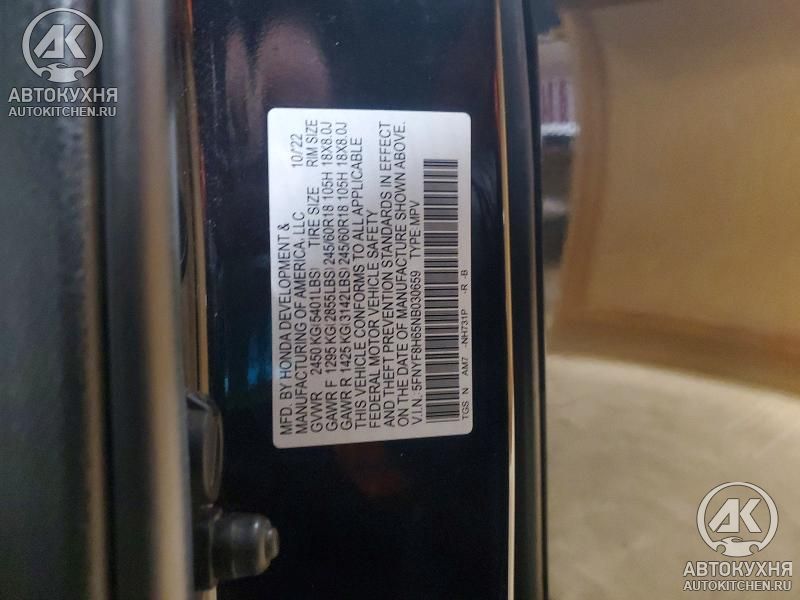 AK
АВТОКУХНЯ
AUTOKITCHEN.RU
MFD. BY HONDA DEVELOPMENT & 10/'22
MANUFACTURING OF AMERICA, LLC
GVWR 2450 KG(5401LBS) TIRE SIZE RIM SIZE
GAWR F 1295 KG(2855LBS) 245/60R18 105H 18X8.0J
GAWR R 1425 KG(3142LBS) 245/60R18 105H 18X8.0J
THIS VEHICLE CONFORMS TO ALL APPLICABLE
FEDERAL MOTOR VEHICLE SAFETY
AND THEFT PREVENTION STANDARDS IN EFFECT
ON THE DATE OF MANUFACTURE SHOWN ABOVE.
V.I.N.: 5FNYF8H65NB030659 TYPE:MPV
TGS N AM7 -NH731P -R -B
AK
АВТОКУХНЯ
AUTOKITCHEN.RU